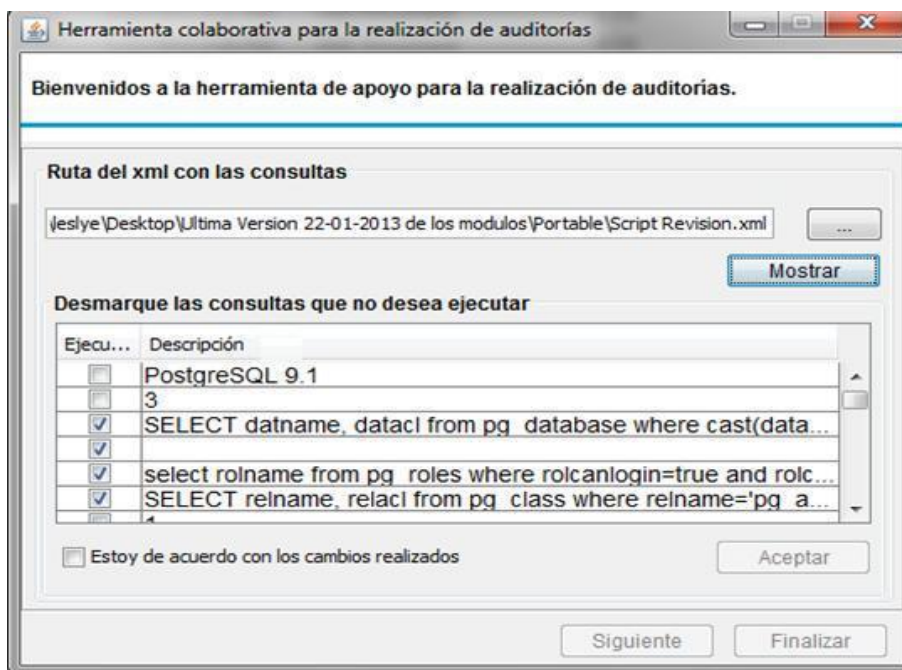 Herramienta colaborativa para la realización de auditorías
Bienvenidos a la herramienta de apoyo para la realización de auditorías.
Ruta del xml con las consultas
\leslye\Desktop\Ultima Version 22-01-2013 de los modulos\Portable\Script Revision.xml
...
Mostrar
Desmarque las consultas que no desea ejecutar
Ejecu... Descripción
PostgreSQL 9.1
3
SELECT datname, datacl from pg_database where cast(data...
select rolname from pg_roles where rolcanlogin=true and rolc...
SELECT relname, relacl from pg_class where relname='pg_a...
Estoy de acuerdo con los cambios realizados
Aceptar
Siguiente
Finalizar